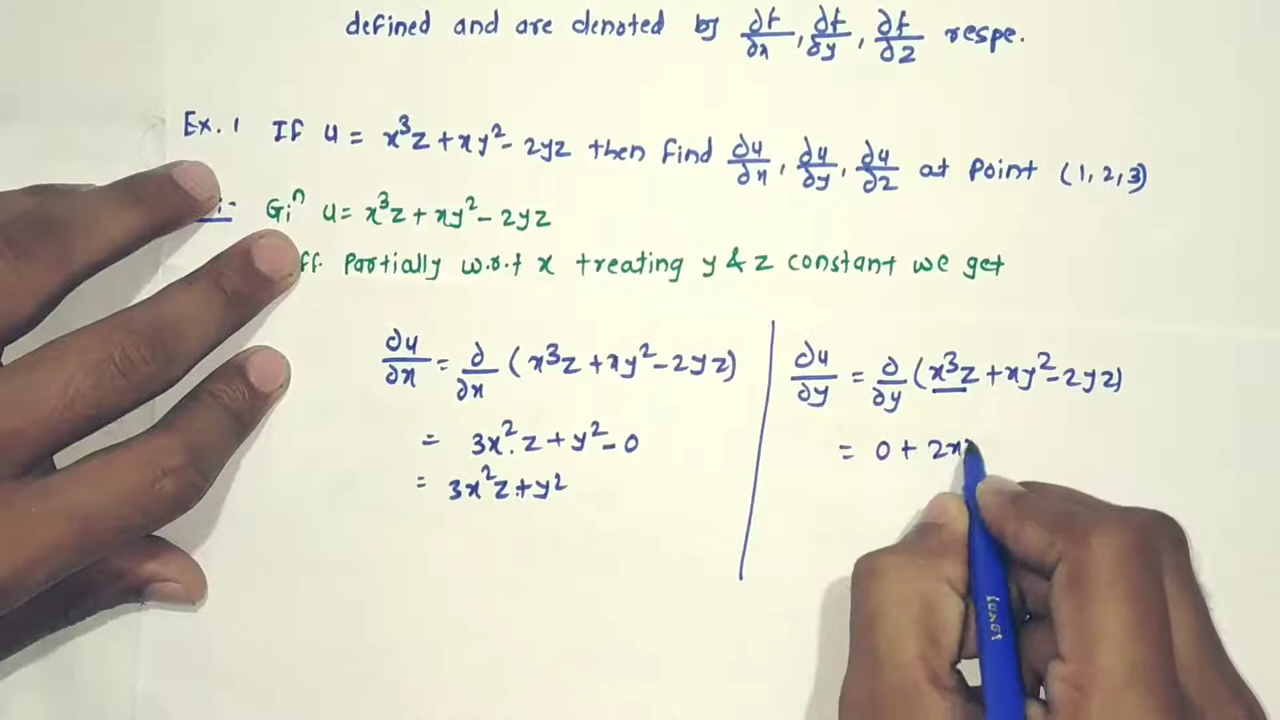 defined and are denoted by ∂f/∂x, ∂f/∂y, ∂f/∂z respe.
Ex. 1 If u = x³z + xy² - 2yz then find ∂u/∂x, ∂u/∂y, ∂u/∂z at point (1, 2, 3)
Giⁿ u = x³z + xy² - 2yz
ff. Partially w.r.t x treating y & z constant we get
∂u/∂x = ∂/∂x (x³z + xy² - 2yz)
= 3x².z + y² - 0
= 3x²z + y²
∂u/∂y = ∂/∂y (x³z + xy² - 2yz)
= 0 + 2x